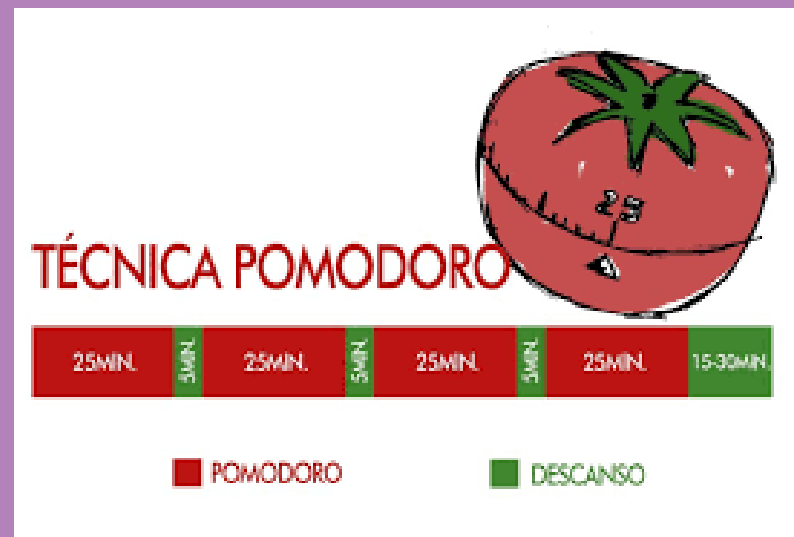 25
TÉCNICA POMODORO
25MIN. 5MIN. 25MIN. 5MIN. 25MIN. 5MIN. 25MIN. 15-30MIN.
POMODORO DESCANSO